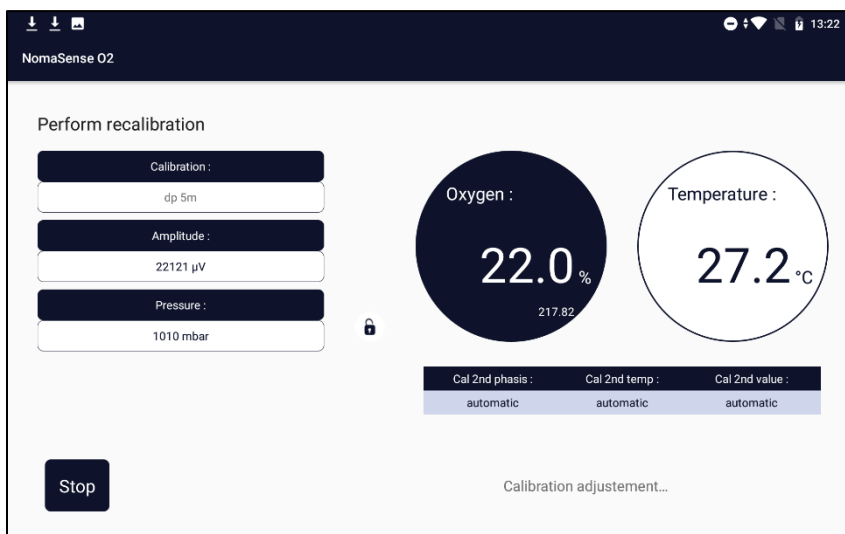 13:22
NomaSense O2
Perform recalibration
Calibration :
dp 5m
Amplitude :
22121 µV
Pressure :
1010 mbar
Oxygen :
22.0 %
217.82
Temperature :
27.2 °C
Cal 2nd phasis : Cal 2nd temp : Cal 2nd value :
automatic automatic automatic
Stop
Calibration adjustement...